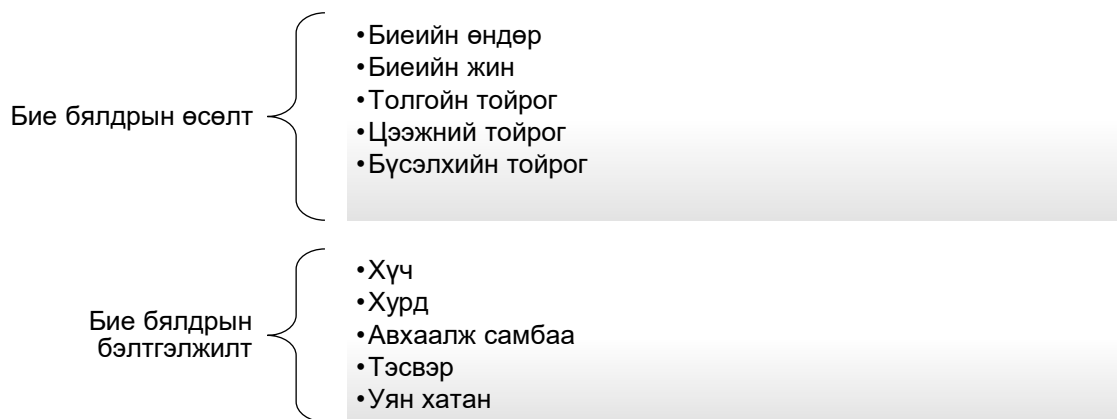 Бие бялдрын өсөлт
•Биеийн өндөр
•Биеийн жин
•Толгойн тойрог
•Цээжний тойрог
•Бүсэлхийн тойрог
Бие бялдрын
бэлтгэлжилт
•Хүч
•Хурд
•Авхаалж самбаа
•Тэсвэр
•Уян хатан